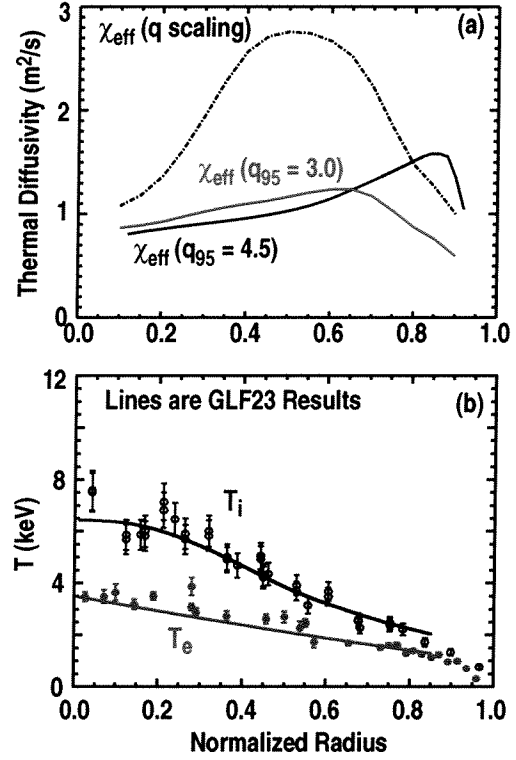 χeff (q scaling)
(a)
Thermal Diffusivity (m²/s)
3
2
1
0
χeff (q95 = 3.0)
χeff (q95 = 4.5)
0.0 0.2 0.4 0.6 0.8 1.0
12
Lines are GLF23 Results (b)
8
4
0
T (keV)
Ti
Te
0.0 0.2 0.4 0.6 0.8 1.0
Normalized Radius